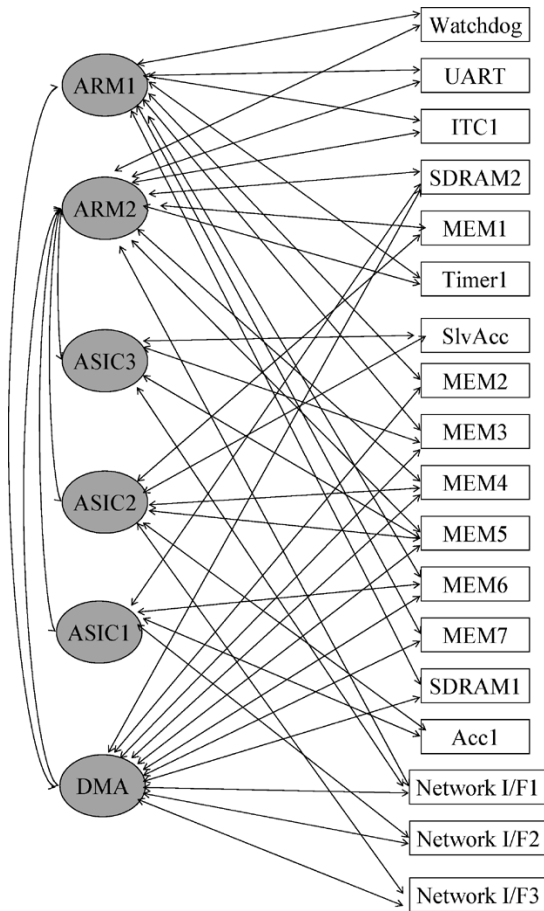 Watchdog
ARM1
UART
ITC1
SDRAM2
ARM2
MEM1
Timer1
SlvAcc
ASIC3
MEM2
MEM3
MEM4
ASIC2
MEM5
MEM6
ASIC1
MEM7
SDRAM1
Acc1
DMA
Network I/F1
Network I/F2
Network I/F3